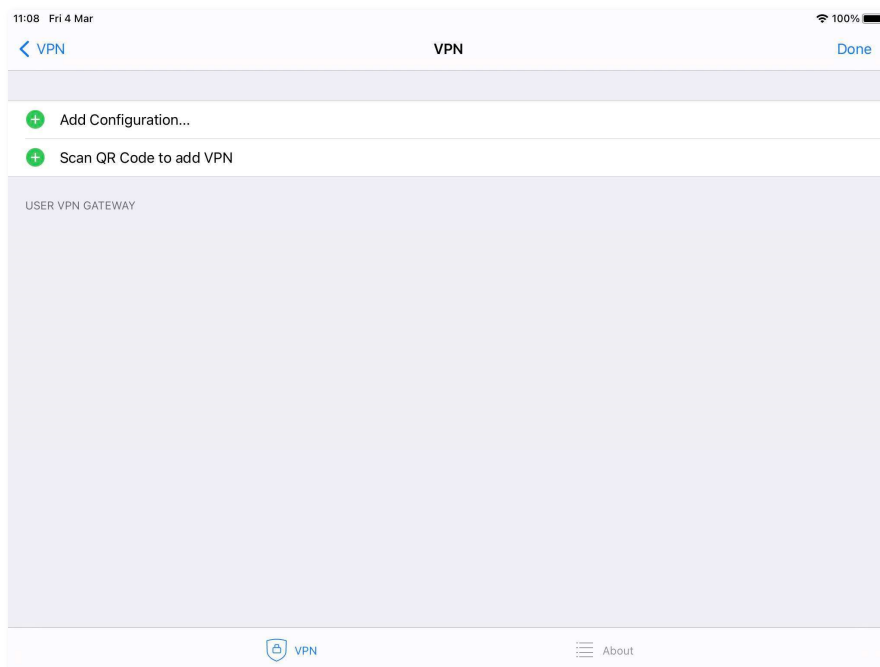 11:08 Fri 4 Mar 100%
VPN VPN Done
Add Configuration...
Scan QR Code to add VPN
USER VPN GATEWAY
VPN About